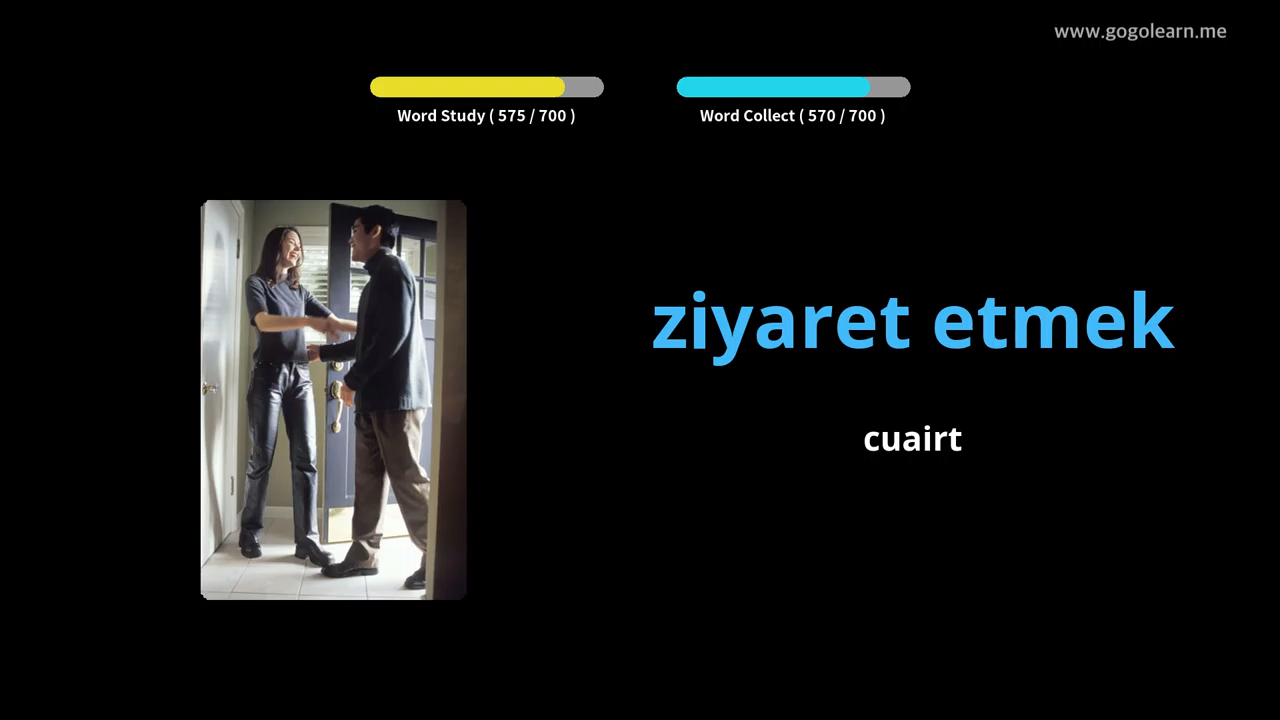 www.gogolearn.me
Word Study ( 575 / 700 )
Word Collect ( 570 / 700 )
ziyaret etmek
cuairt